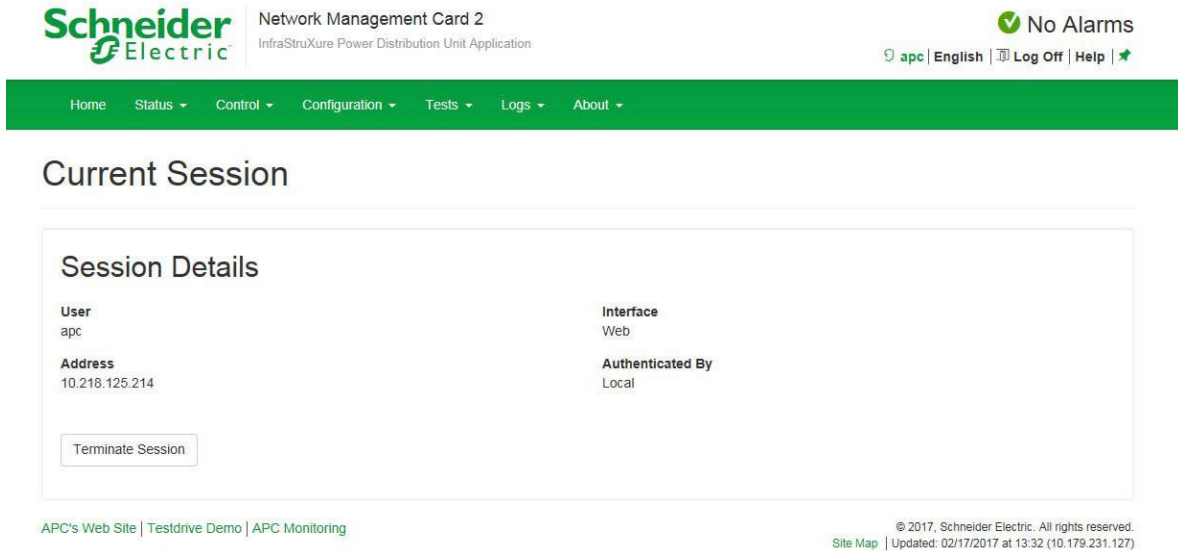 Schneider Electric
Network Management Card 2
InfraStruXure Power Distribution Unit Application
No Alarms
apc | English | Log Off | Help |
Home Status Control Configuration Tests Logs About
Current Session
Session Details
User
apc
Interface
Web
Address
10.218.125.214
Authenticated By
Local
Terminate Session
APC's Web Site | Testdrive Demo | APC Monitoring
© 2017, Schneider Electric. All rights reserved.
Site Map | Updated: 02/17/2017 at 13:32 (10.179.231.127)